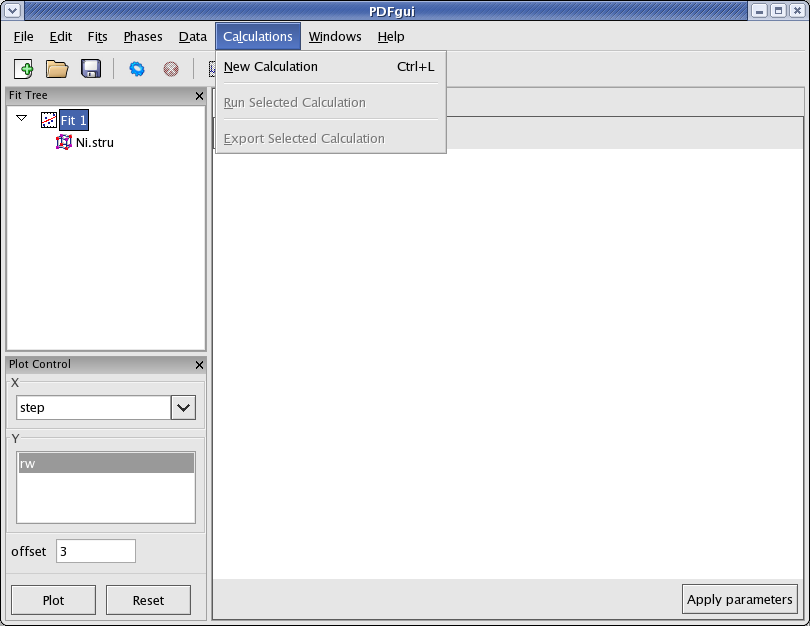 PDFgui
File Edit Fits Phases Data Calculations Windows Help
New Calculation Ctrl+L
Run Selected Calculation
Export Selected Calculation
Fit Tree
Fit 1
Ni.stru
Plot Control
X
step
Y
rw
offset 3
Plot Reset
Apply parameters